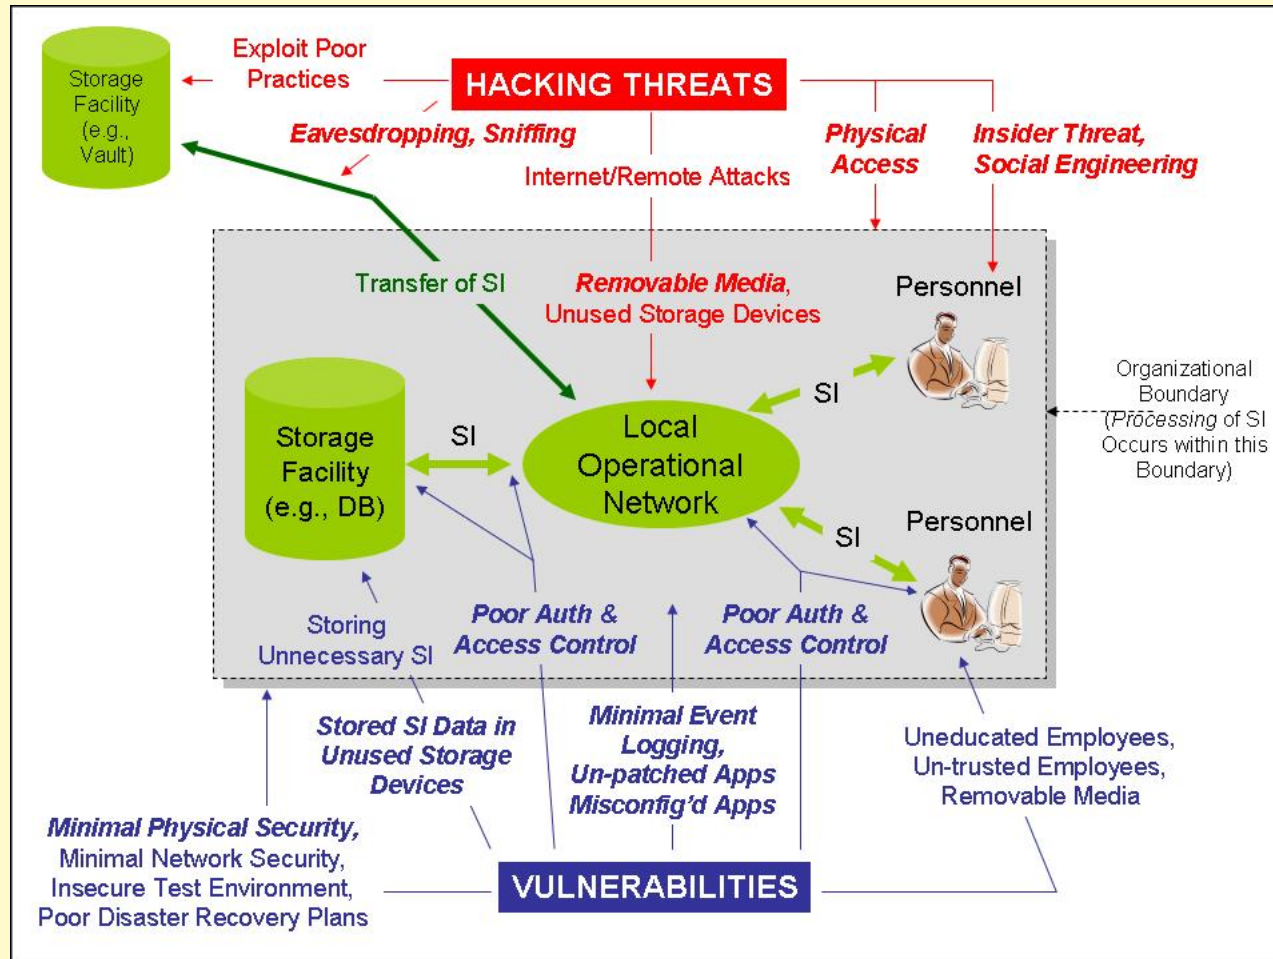 Exploit Poor
Practices
HACKING THREATS
Storage
Facility
(e.g.,
Vault)
Eavesdropping, Sniffing
Internet/Remote Attacks
Physical
Access
Insider Threat,
Social Engineering
Transfer of SI
Removable Media,
Unused Storage Devices
Personnel
SI
Organizational
Boundary
(Processing of SI
Occurs within this
Boundary)
Storage
Facility
(e.g., DB)
SI
Local
Operational
Network
SI
Personnel
Storing
Unnecessary SI
Poor Auth &
Access Control
Poor Auth &
Access Control
Stored SI Data in
Unused Storage
Devices
Minimal Event
Logging,
Un-patched Apps
Misconfig'd Apps
Uneducated Employees,
Un-trusted Employees,
Removable Media
Minimal Physical Security,
Minimal Network Security,
Insecure Test Environment,
Poor Disaster Recovery Plans
VULNERABILITIES